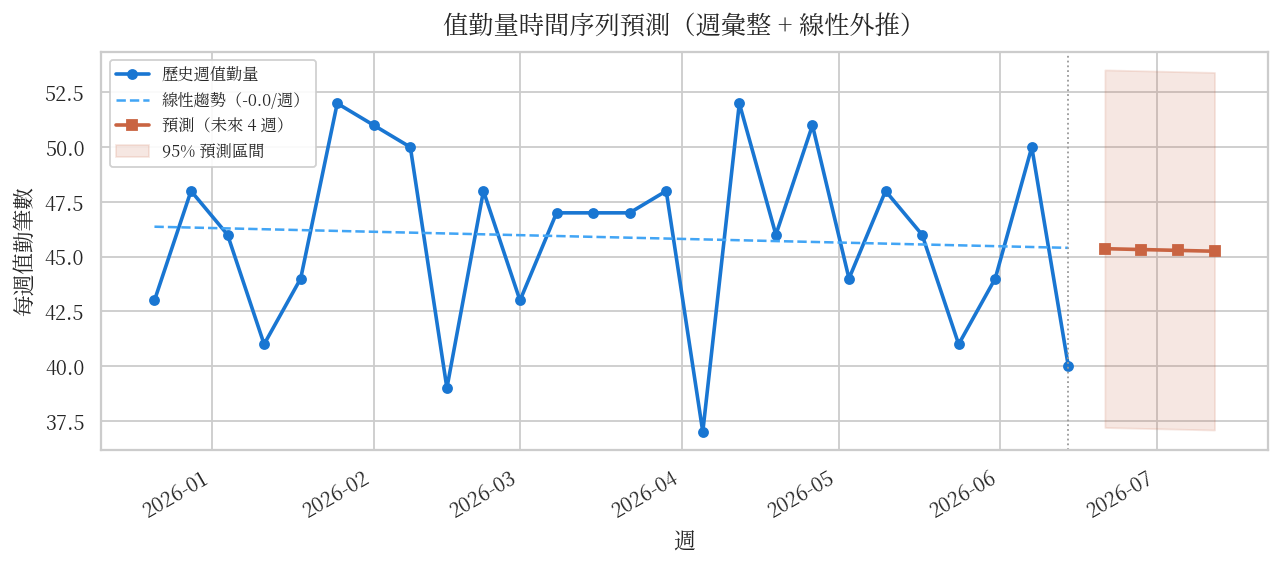 值勤量時間序列預測（週彙整 + 線性外推）
歷史週值勤量
線性趨勢（-0.0/週）
預測（未來 4 週）
95% 預測區間
每週值勤筆數
52.5
50.0
47.5
45.0
42.5
40.0
37.5
2026-01
2026-02
2026-03
2026-04
2026-05
2026-06
2026-07
週